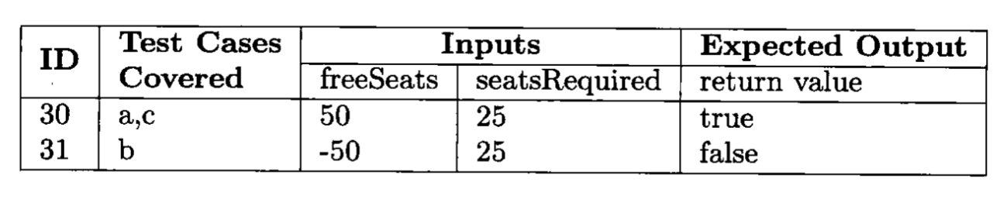 ID Test Cases Covered Inputs Expected Output
freeSeats seatsRequired return value
30 a,c 50 25 true
31 b -50 25 false